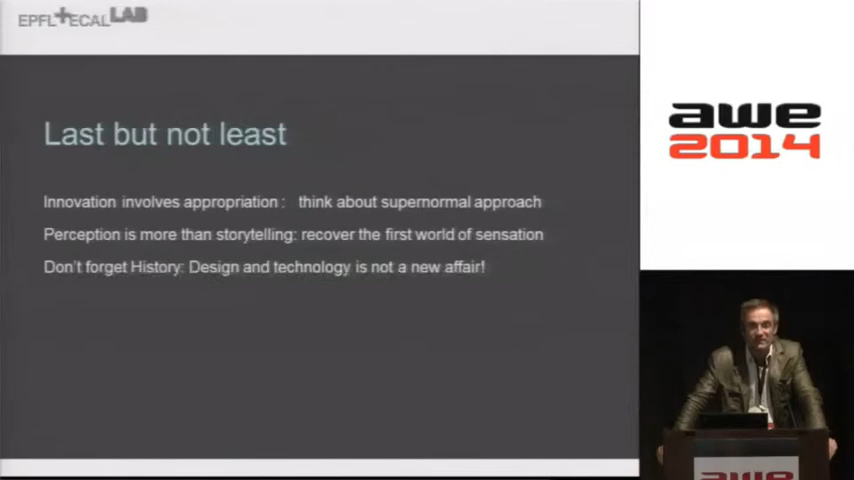 EPFL+ECAL LAB
Last but not least
Innovation involves appropriation : think about supernormal approach
Perception is more than storytelling: recover the first world of sensation
Don't forget History: Design and technology is not a new affair!
awe
2014
awe